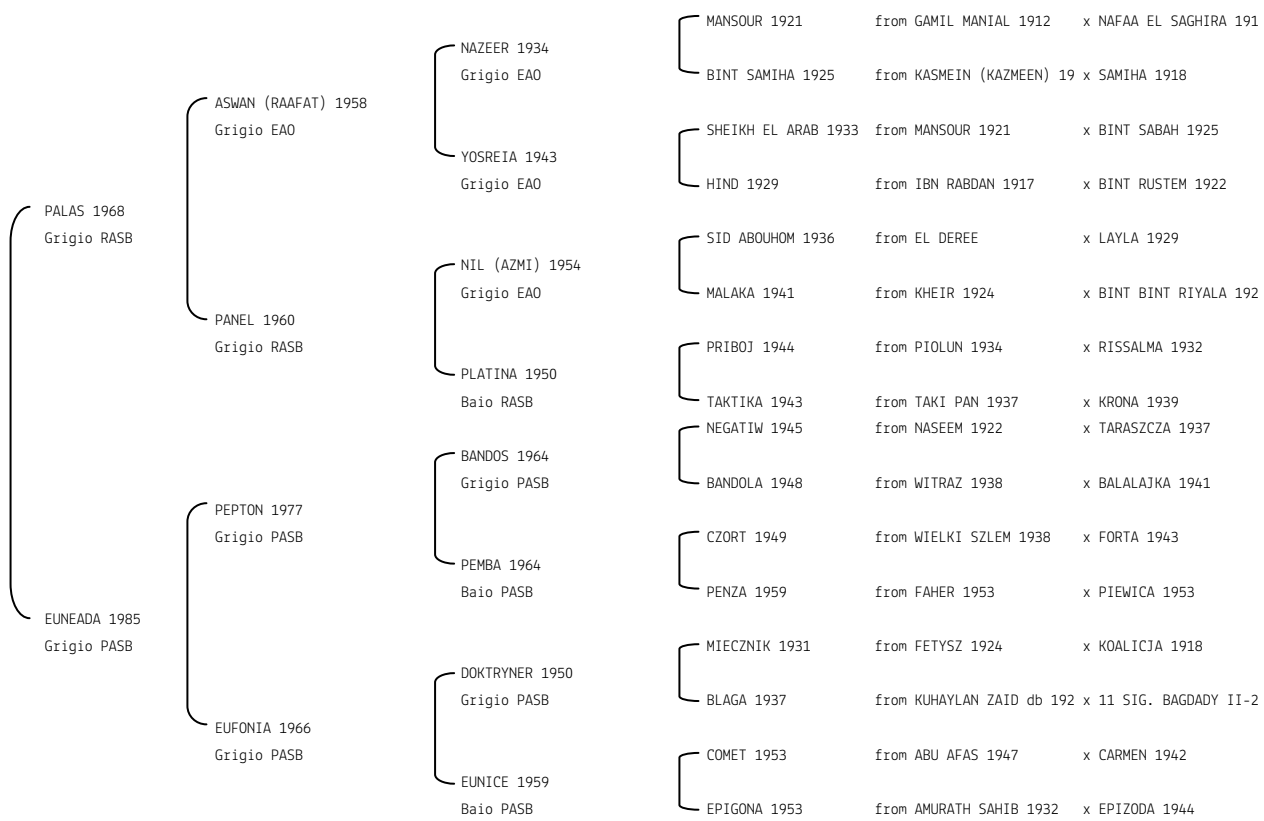 MANSOUR 1921 from GAMIL MANIAL 1912 x NAFAA EL SAGHIRA 191
NAZEER 1934
Grigio EAO BINT SAMIHA 1925 from KASMEIN (KAZMEEN) 19 x SAMIHA 1918
ASWAN (RAAFAT) 1958
Grigio EAO SHEIKH EL ARAB 1933 from MANSOUR 1921 x BINT SABAH 1925
YOSREIA 1943
Grigio EAO HIND 1929 from IBN RABDAN 1917 x BINT RUSTEM 1922
PALAS 1968
Grigio RASB SID ABOUHOM 1936 from EL DEREE x LAYLA 1929
NIL (AZMI) 1954
Grigio EAO MALAKA 1941 from KHEIR 1924 x BINT BINT RIYALA 192
PANEL 1960
Grigio RASB PRIBOJ 1944 from PIOLUN 1934 x RISSALMA 1932
PLATINA 1950
Baio RASB TAKTIKA 1943 from TAKI PAN 1937 x KRONA 1939
NEGATIW 1945 from NASEEM 1922 x TARASZCZA 1937
BANDOS 1964
Grigio PASB BANDOLA 1948 from WITRAZ 1938 x BALALAJKA 1941
PEPTON 1977
Grigio PASB CZORT 1949 from WIELKI SZLEM 1938 x FORTA 1943
PEMBA 1964
Baio PASB PENZA 1959 from FAHER 1953 x PIEWICA 1953
EUNEADA 1985
Grigio PASB MIECZNIK 1931 from FETYSZ 1924 x KOALICJA 1918
DOKTRYNER 1950
Grigio PASB BLAGA 1937 from KUHAYLAN ZAID db 192 x 11 SIG. BAGDADY II-2
EUFONIA 1966
Grigio PASB COMET 1953 from ABU AFAS 1947 x CARMEN 1942
EUNICE 1959
Baio PASB EPIGONA 1953 from AMURATH SAHIB 1932 x EPIZODA 1944